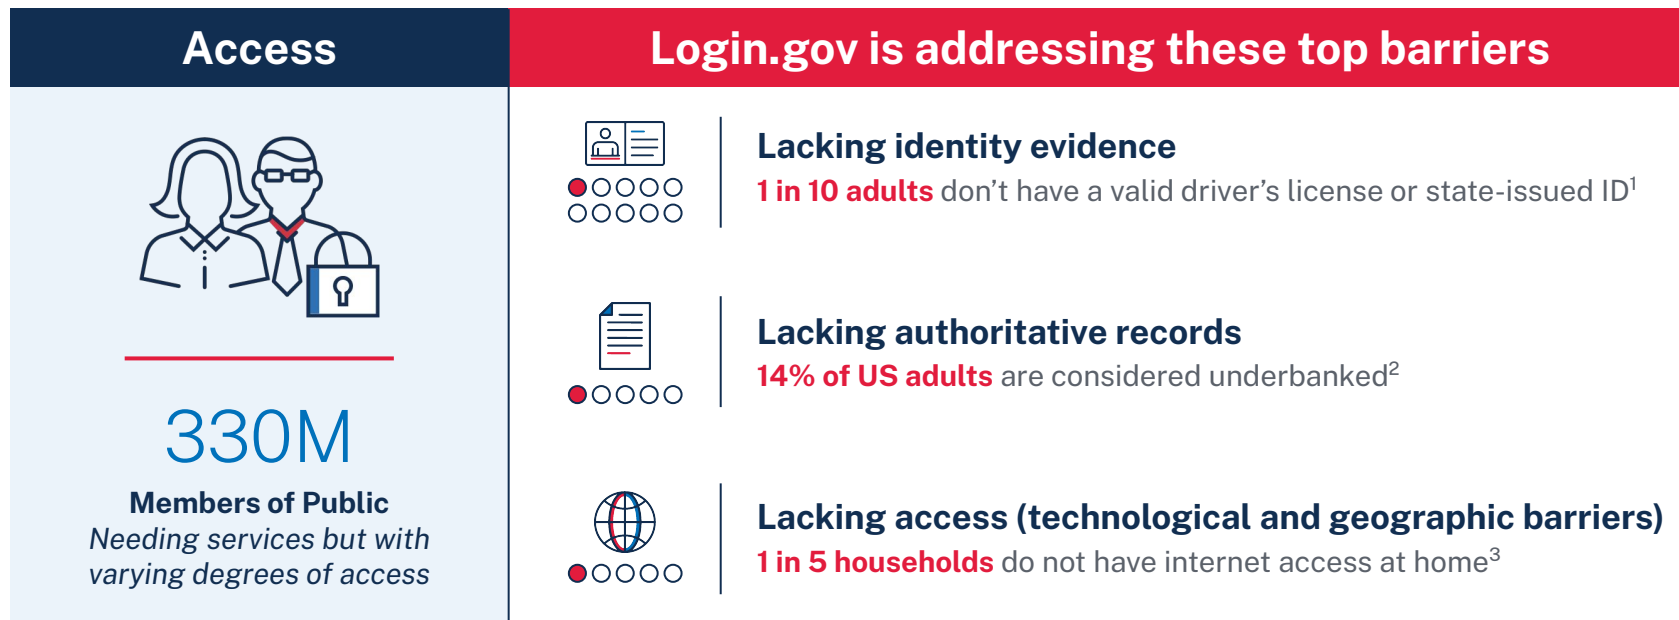 Access
330M
Members of Public
Needing services but with
varying degrees of access
Login.gov is addressing these top barriers
Lacking identity evidence
1 in 10 adults don’t have a valid driver’s license or state-issued ID¹
Lacking authoritative records
14% of US adults are considered underbanked²
Lacking access (technological and geographic barriers)
1 in 5 households do not have internet access at home³